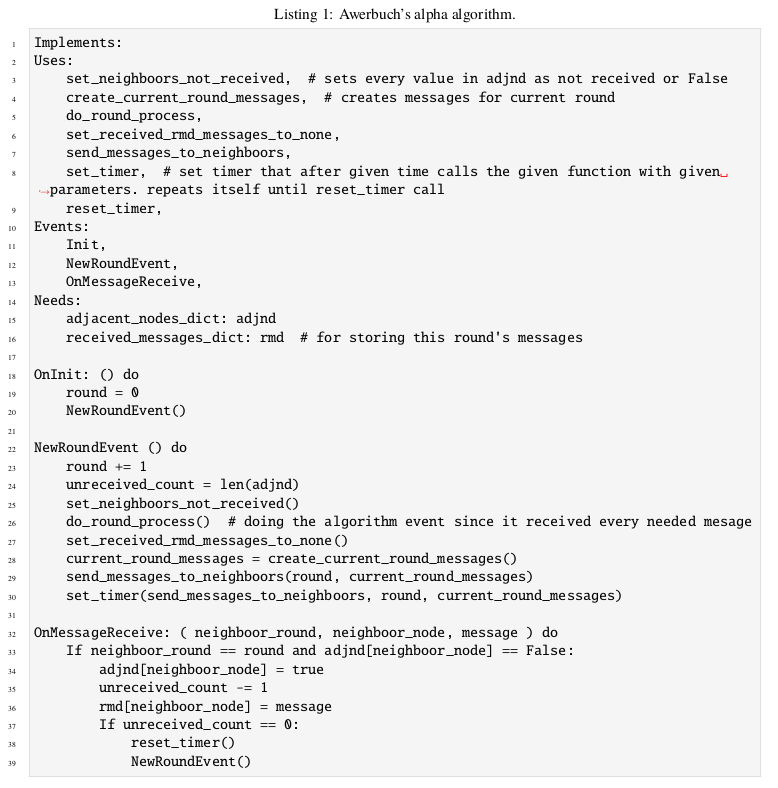 Listing 1: Awerbuch's alpha algorithm.
1 Implements:
2 Uses:
3     set_neighboors_not_received,  # sets every value in adjnd as not received or False
4     create_current_round_messages,  # creates messages for current round
5     do_round_process,
6     set_received_rmd_messages_to_none,
7     send_messages_to_neighbors,
8     set_timer,  # set timer that after given time calls the given function with given␣
↪parameters. repeats itself until reset_timer call
9     reset_timer,
10 Events:
11     Init,
12     NewRoundEvent,
13     OnMessageReceive,
14 Needs:
15     adjacent_nodes_dict: adjnd
16     received_messages_dict: rmd  # for storing this round's messages
17
18 OnInit: () do
19     round = 0
20     NewRoundEvent()
21
22 NewRoundEvent () do
23     round += 1
24     unreceived_count = len(adjnd)
25     set_neighboors_not_received()
26     do_round_process()  # doing the algorithm event since it received every needed mesage
27     set_received_rmd_messages_to_none()
28     current_round_messages = create_current_round_messages()
29     send_messages_to_neighbors(round, current_round_messages)
30     set_timer(send_messages_to_neighbors, round, current_round_messages)
31
32 OnMessageReceive: ( neighboor_round, neighboor_node, message ) do
33     If neighboor_round == round and adjnd[neighboor_node] == False:
34         adjnd[neighboor_node] = true
35         unreceived_count -= 1
36         rmd[neighboor_node] = message
37         If unreceived_count == 0:
38             reset_timer()
39             NewRoundEvent()